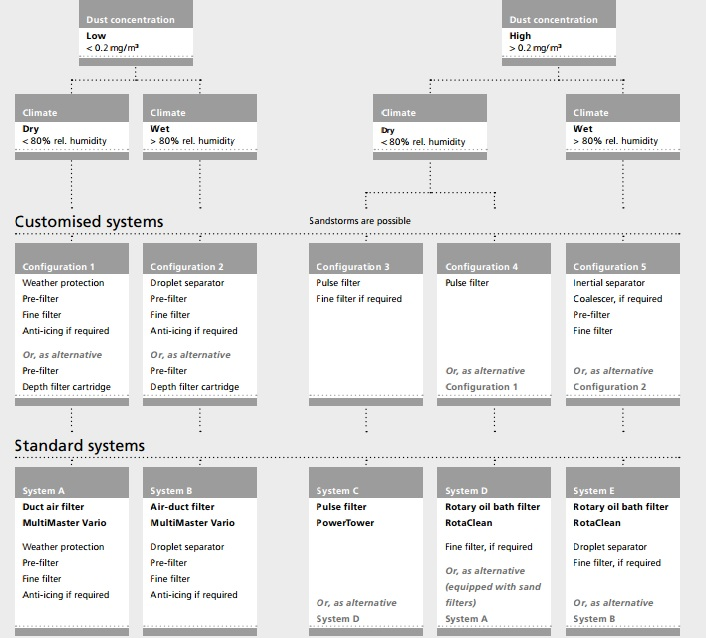 Dust concentration
Low
< 0.2 mg/m³
Dust concentration
High
> 0.2 mg/m³
Climate
Dry
< 80% rel. humidity
Climate
Wet
> 80% rel. humidity
Climate
Dry
< 80% rel. humidity
Climate
Wet
> 80% rel. humidity
Customised systems
Sandstorms are possible
Configuration 1
Weather protection
Pre-filter
Fine filter
Anti-icing if required
Or, as alternative
Pre-filter
Depth filter cartridge
Configuration 2
Droplet separator
Pre-filter
Fine filter
Anti-icing if required
Or, as alternative
Pre-filter
Depth filter cartridge
Configuration 3
Pulse filter
Fine filter if required
Configuration 4
Pulse filter
Or, as alternative
Configuration 1
Configuration 5
Inertial separator
Coalescer, if required
Pre-filter
Fine filter
Or, as alternative
Configuration 2
Standard systems
System A
Duct air filter
MultiMaster Vario
Weather protection
Pre-filter
Fine filter
Anti-icing if required
System B
Air-duct filter
MultiMaster Vario
Droplet separator
Pre-filter
Fine filter
Anti-icing if required
System C
Pulse filter
PowerTower
Or, as alternative
System D
System D
Rotary oil bath filter
RotaClean
Fine filter, if required
Or, as alternative
(equipped with sand
filters)
System A
System E
Rotary oil bath filter
RotaClean
Droplet separator
Fine filter, if required
Or, as alternative
System B